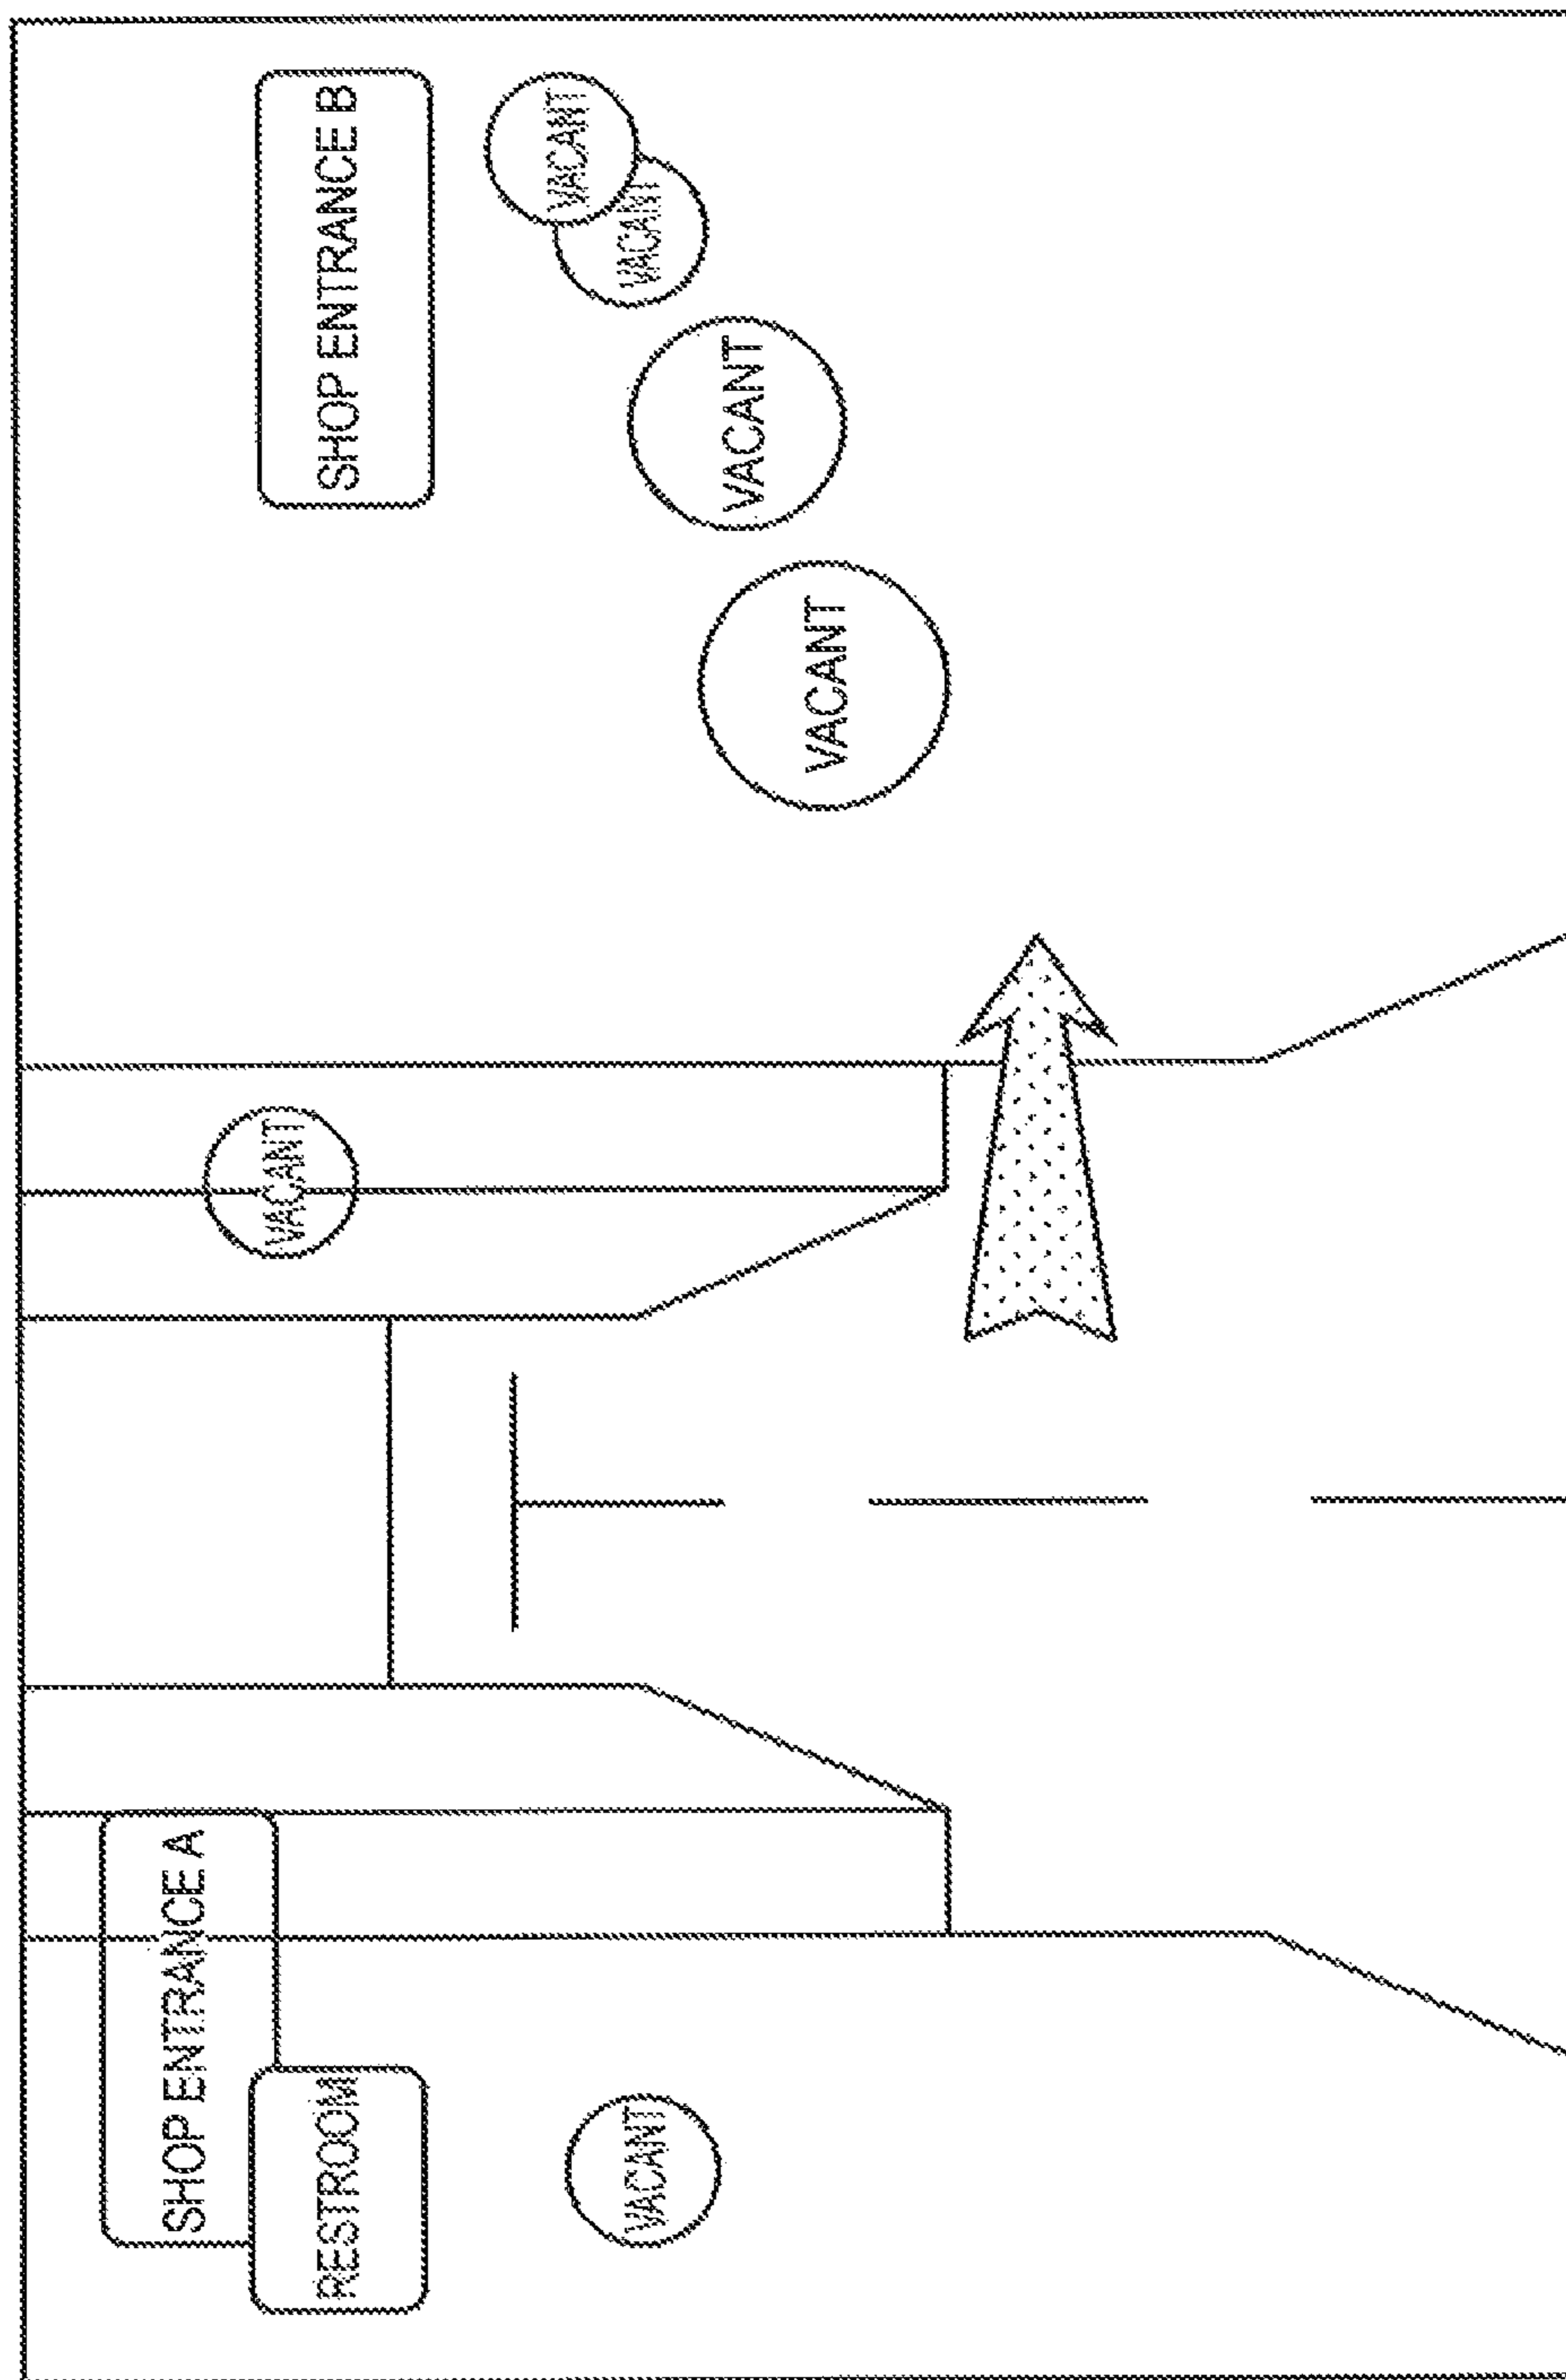 SHOP ENTRANCE A
RESTROOM
VACANT
VACANT
SHOP ENTRANCE B
VACANT
VACANT
VACANT
VACANT